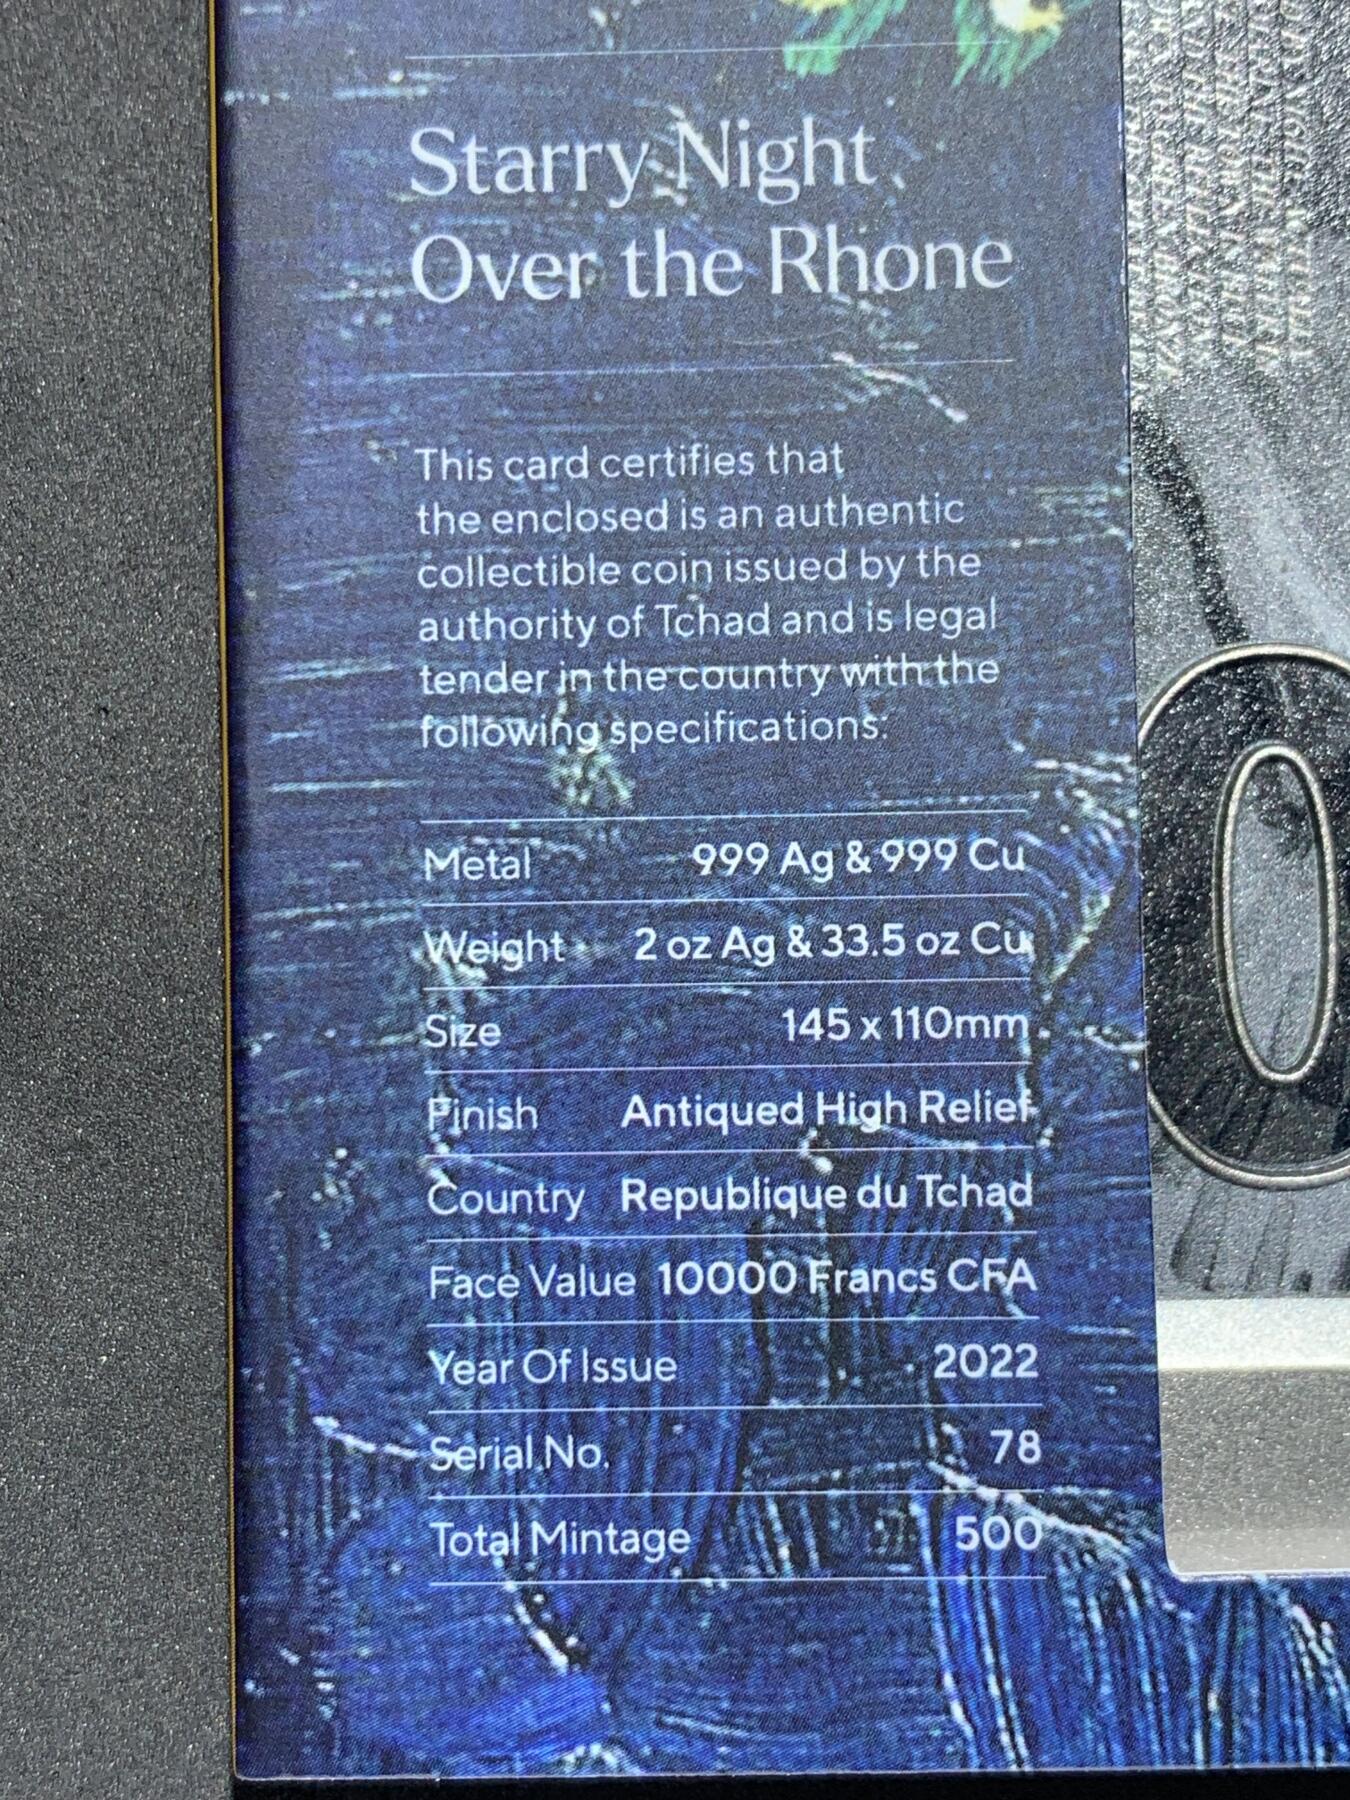 Starry Night
Over the Rhone
This card certifies that
the enclosed is an authentic
collectible coin issued by the
authority of Tchad and is legal
tender in the country with the
following specifications:
Metal 999 Ag & 999 Cu
Weight 2 oz Ag & 33.5 oz Cu
Size 145 x 110mm
Finish Antiqued High Relief
Country Republique du Tchad
Face Value 10000 Francs CFA
Year Of Issue 2022
Serial No. 78
Total Mintage 500
0